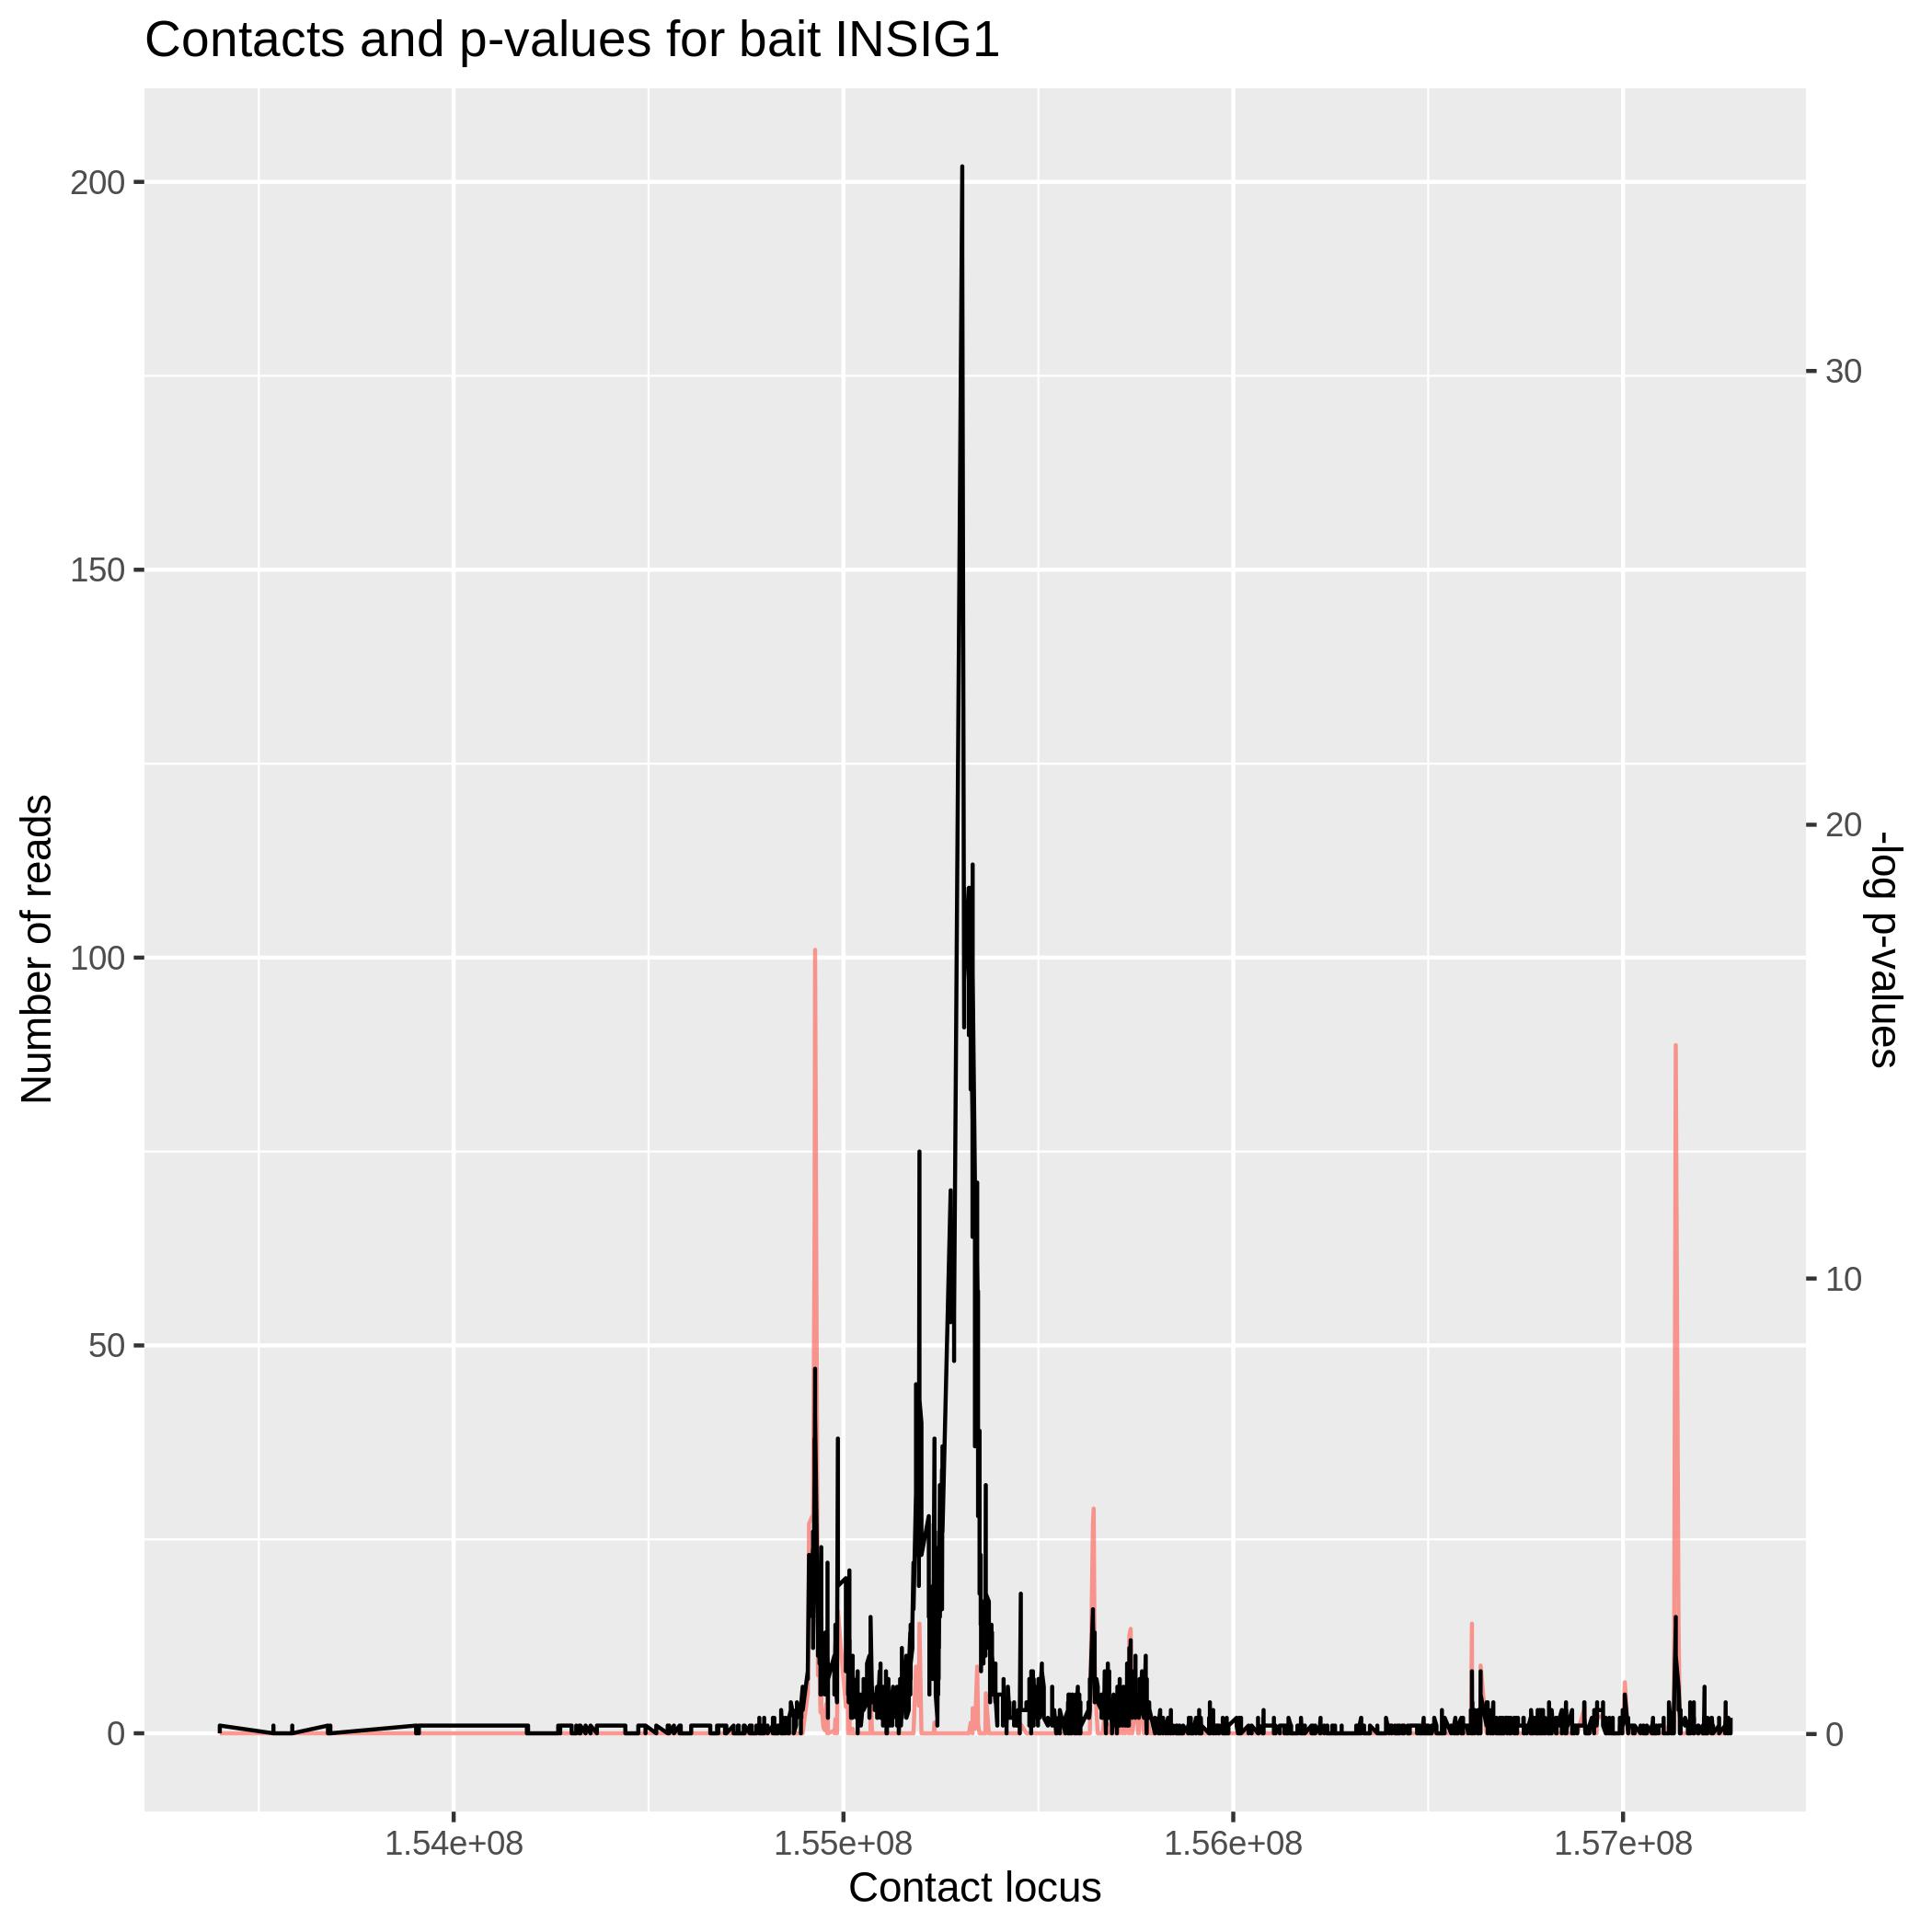 Contacts and p-values for bait INSIG1
200
150
100
50
0
Number of reads
30
20
10
0
-log p-values
1.54e+08
1.55e+08
1.56e+08
1.57e+08
Contact locus